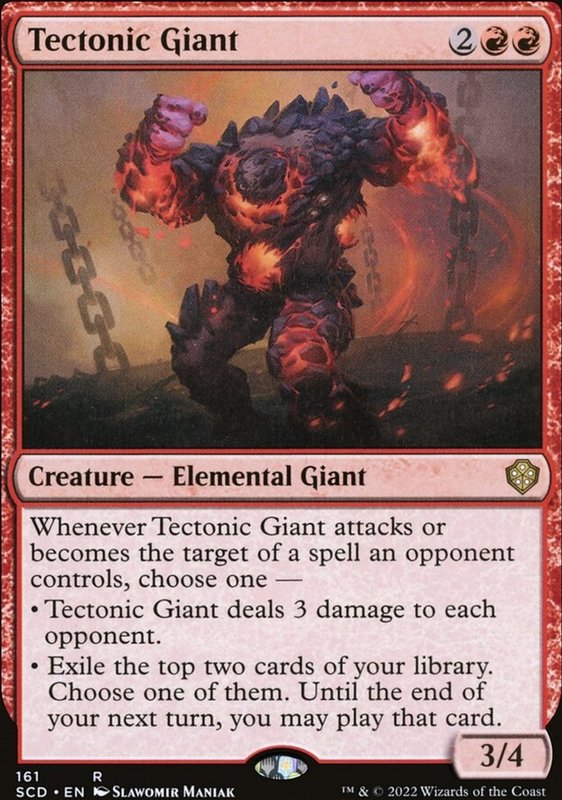 Tectonic Giant 2
Creature — Elemental Giant
Whenever Tectonic Giant attacks or
becomes the target of a spell an opponent
controls, choose one —
• Tectonic Giant deals 3 damage to each
opponent.
• Exile the top two cards of your library.
Choose one of them. Until the end of
your next turn, you may play that card.
3/4
161 R
SCD • EN Slawomir Maniak ™ & © 2022 Wizards of the Coast